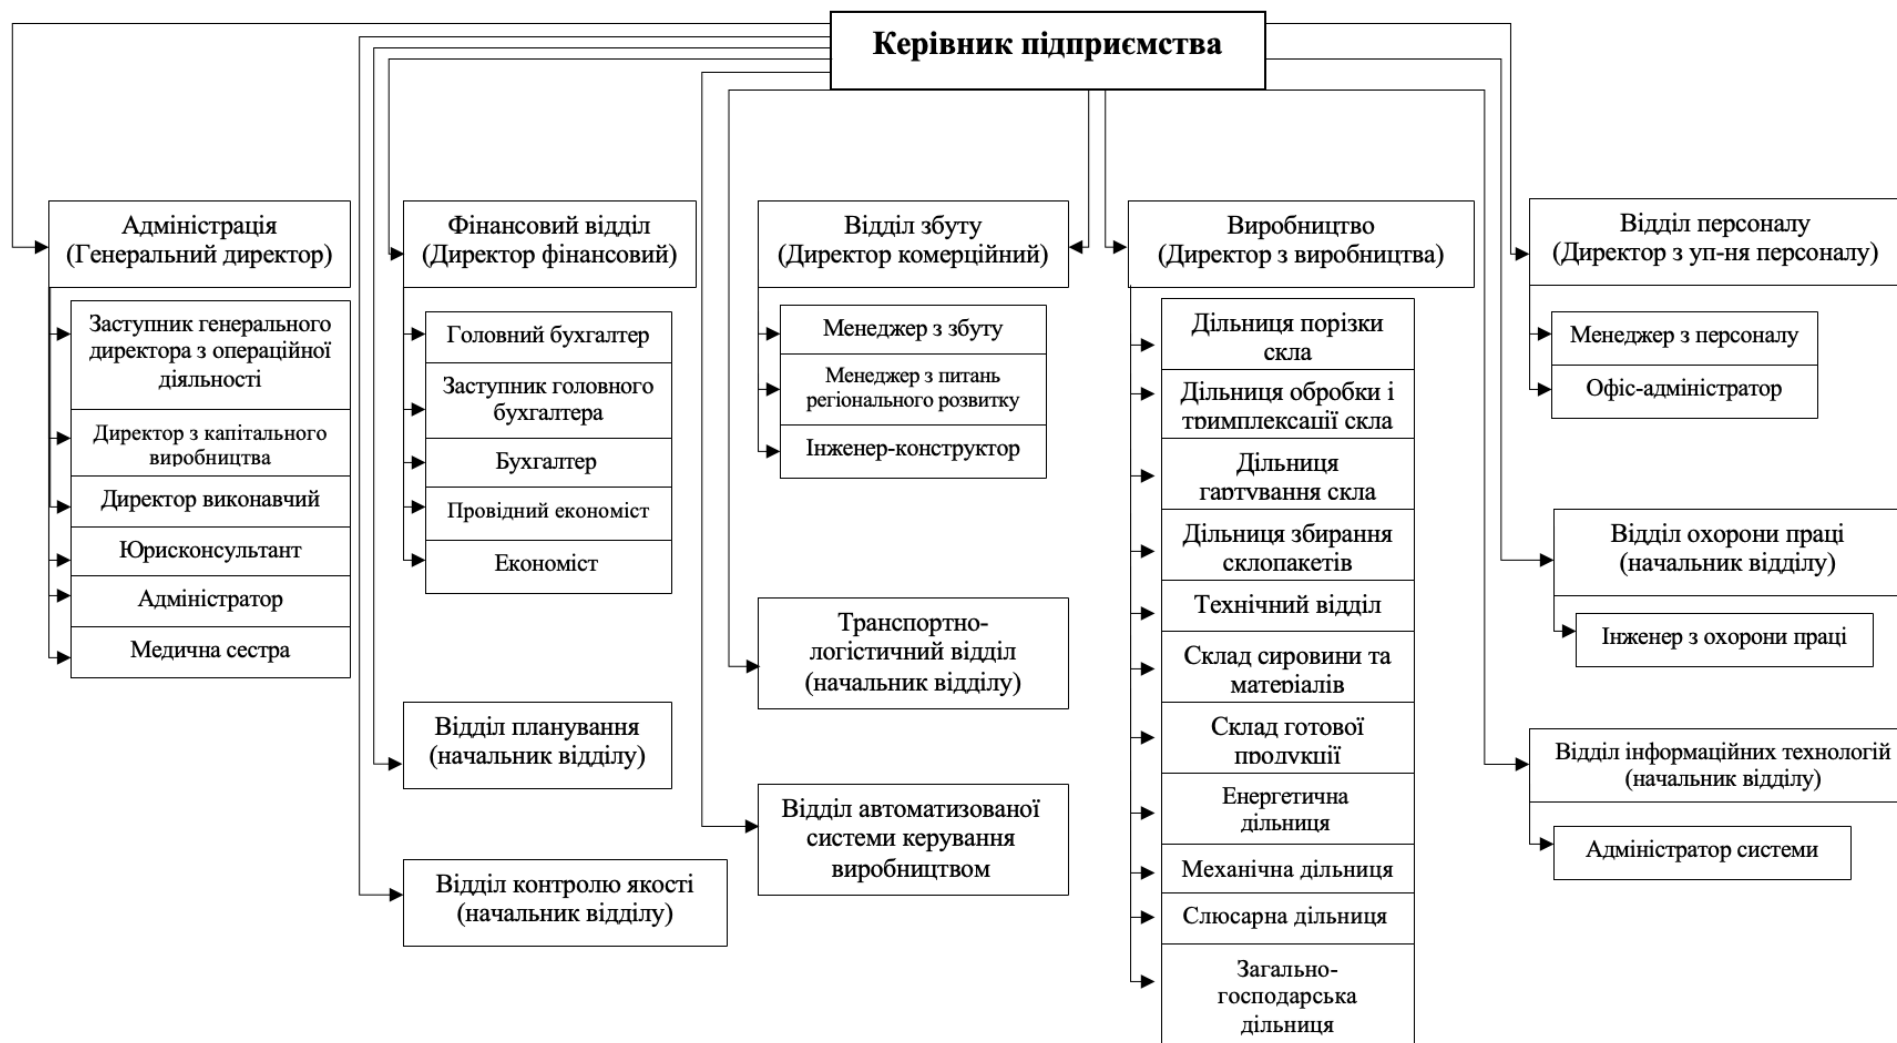 Керівник підприємства
Адміністрація
(Генеральний директор)
Заступник генерального
директора з операційної
діяльності
Директор з капітального
виробництва
Директор виконавчий
Юрисконсультант
Адміністратор
Медична сестра
Фінансовий відділ
(Директор фінансовий)
Головний бухгалтер
Заступник головного
бухгалтера
Бухгалтер
Провідний економіст
Економіст
Відділ планування
(начальник відділу)
Відділ контролю якості
(начальник відділу)
Відділ збуту
(Директор комерційний)
Менеджер з збуту
Менеджер з питань
регіонального розвитку
Інженер-конструктор
Транспортно-
логістичний відділ
(начальник відділу)
Відділ автоматизованої
системи керування
виробництвом
Виробництво
(Директор з виробництва)
Дільниця порізки
скла
Дільниця обробки і
тримплексації скла
Дільниця
гартування скла
Дільниця збирання
склопакетів
Технічний відділ
Склад сировини та
матеріалів
Склад готової
продукції
Енергетична
дільниця
Механічна дільниця
Слюсарна дільниця
Загально-
господарська
дільниця
Відділ персоналу
(Директор з уп-ня персоналу)
Менеджер з персоналу
Офіс-адміністратор
Відділ охорони праці
(начальник відділу)
Інженер з охорони праці
Відділ інформаційних технологій
(начальник відділу)
Адміністратор системи